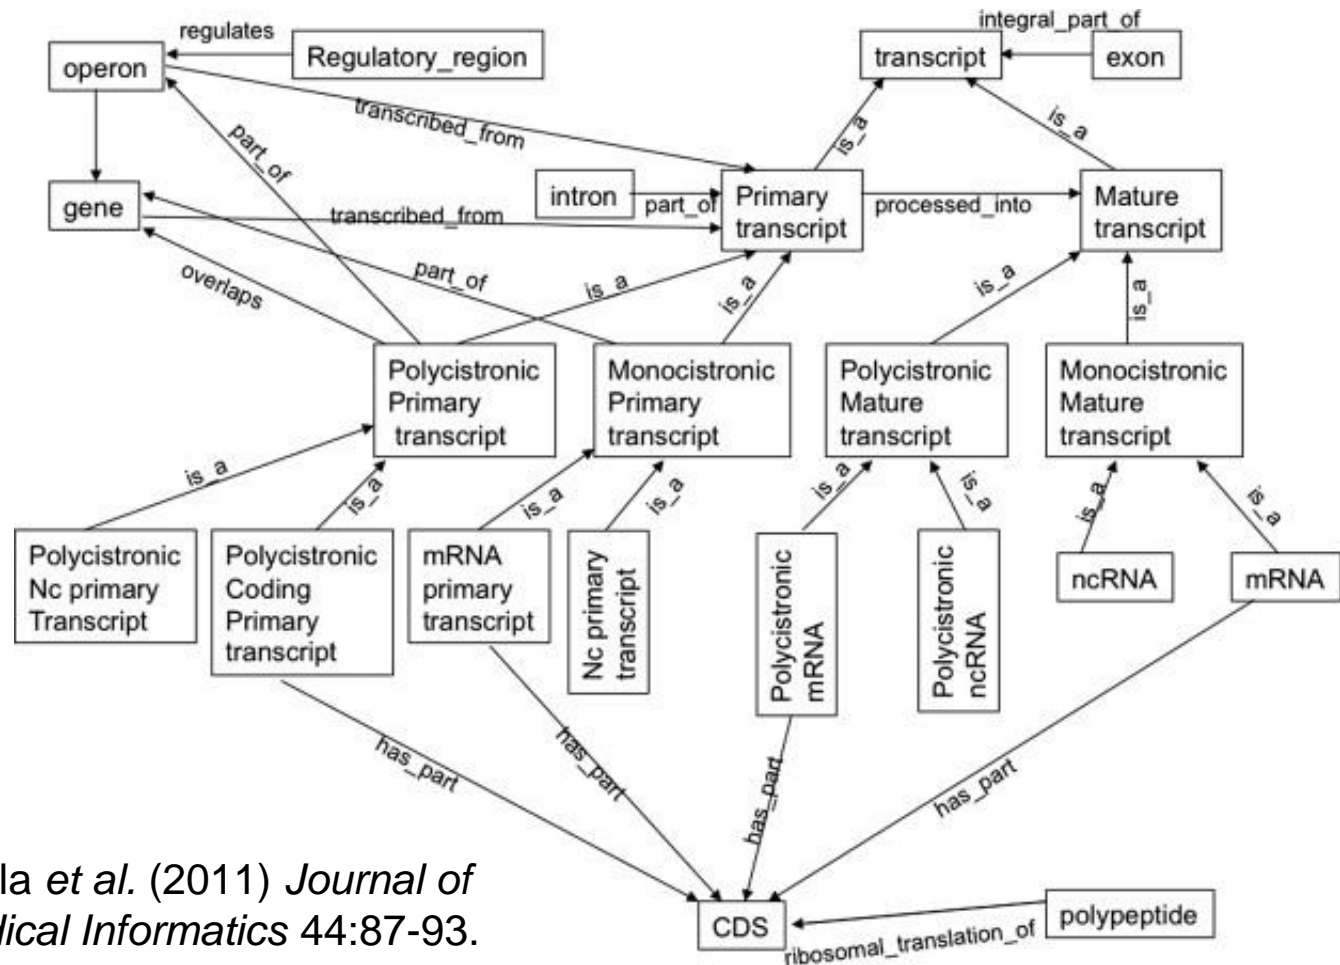 integral_part_of
regulates
operon
Regulatory_region
transcript
exon
transcribed_from
is_a
is_a
part_of
intron
part_of
Primary
transcript
processed_into
Mature
transcript
gene
transcribed_from
overlaps
part_of
is_a
is_a
is_a
is_a
Polycistronic
Primary
transcript
Monocistronic
Primary
transcript
Polycistronic
Mature
transcript
Monocistronic
Mature
transcript
is_a
is_a
is_a
is_a
is_a
is_a
is_a
is_a
Polycistronic
Nc primary
Transcript
Polycistronic
Coding
Primary
transcript
mRNA
primary
transcript
Nc primary
transcript
Polycistronic
mRNA
Polycistronic
ncRNA
ncRNA
mRNA
has_part
has_part
has_part
has_part
la et al. (2011) Journal of
dical Informatics 44:87-93.
CDS
polypeptide
ribosomal_translation_of